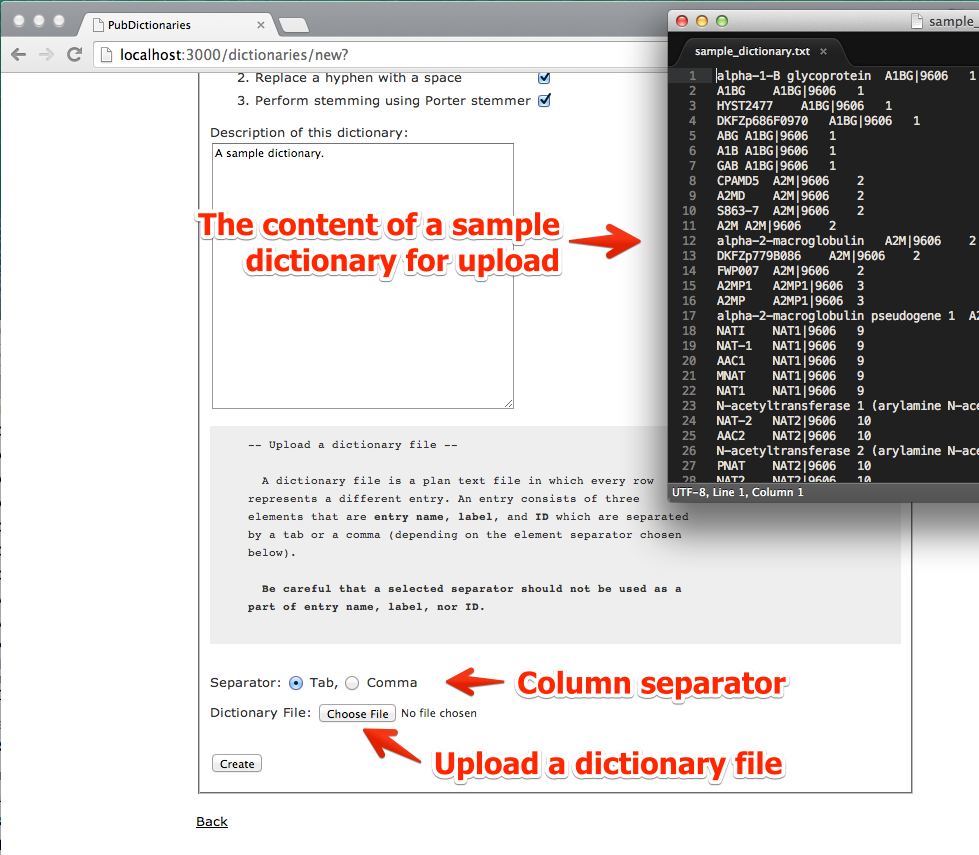 PubDictionaries
localhost:3000/dictionaries/new?
2. Replace a hyphen with a space
3. Perform stemming using Porter stemmer
Description of this dictionary:
A sample dictionary.
The content of a sample
dictionary for upload
-- Upload a dictionary file --
A dictionary file is a plan text file in which every row
represents a different entry. An entry consists of three
elements that are entry name, label, and ID which are separated
by a tab or a comma (depending on the element separator chosen
below).
Be careful that a selected separator should not be used as a
part of entry name, label, nor ID.
Separator: Tab, Comma
Column separator
Dictionary File: Choose File No file chosen
Upload a dictionary file
Create
Back
sample_
sample_dictionary.txt
1 alpha-1-B glycoprotein A1BG|9606 1
2 A1BG A1BG|9606 1
3 HYST2477 A1BG|9606 1
4 DKFZp686F0970 A1BG|9606 1
5 ABG A1BG|9606 1
6 A1B A1BG|9606 1
7 GAB A1BG|9606 1
8 CPAMD5 A2M|9606 2
9 A2MD A2M|9606 2
10 S863-7 A2M|9606 2
11 A2M A2M|9606 2
12 alpha-2-macroglobulin A2M|9606 2
13 DKFZp779B086 A2M|9606 2
14 FWP007 A2M|9606 2
15 A2MP1 A2MP1|9606 3
16 A2MP A2MP1|9606 3
17 alpha-2-macroglobulin pseudogene 1 A2
18 NATI NAT1|9606 9
19 NAT-1 NAT1|9606 9
20 AAC1 NAT1|9606 9
21 MNAT NAT1|9606 9
22 NAT1 NAT1|9606 9
23 N-acetyltransferase 1 (arylamine N-ace
24 NAT-2 NAT2|9606 10
25 AAC2 NAT2|9606 10
26 N-acetyltransferase 2 (arylamine N-ace
27 PNAT NAT2|9606 10
28 NAT2 NAT2|9606 10
UTF-8, Line 1, Column 1